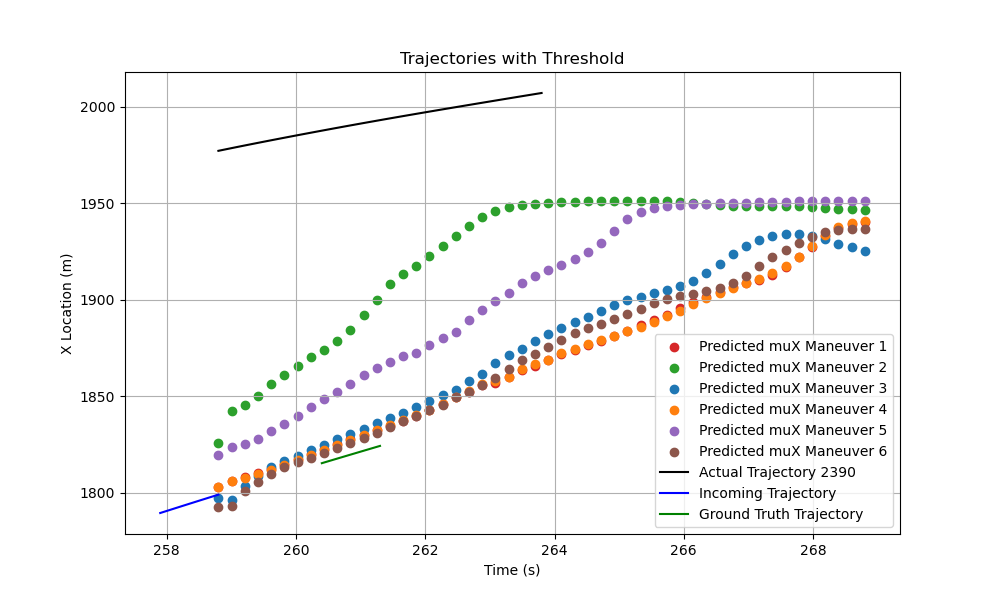 Trajectories with Threshold
X Location (m)
2000
1950
1900
1850
1800
258
260
262
264
266
268
Time (s)
Predicted muX Maneuver 1
Predicted muX Maneuver 2
Predicted muX Maneuver 3
Predicted muX Maneuver 4
Predicted muX Maneuver 5
Predicted muX Maneuver 6
Actual Trajectory 2390
Incoming Trajectory
Ground Truth Trajectory